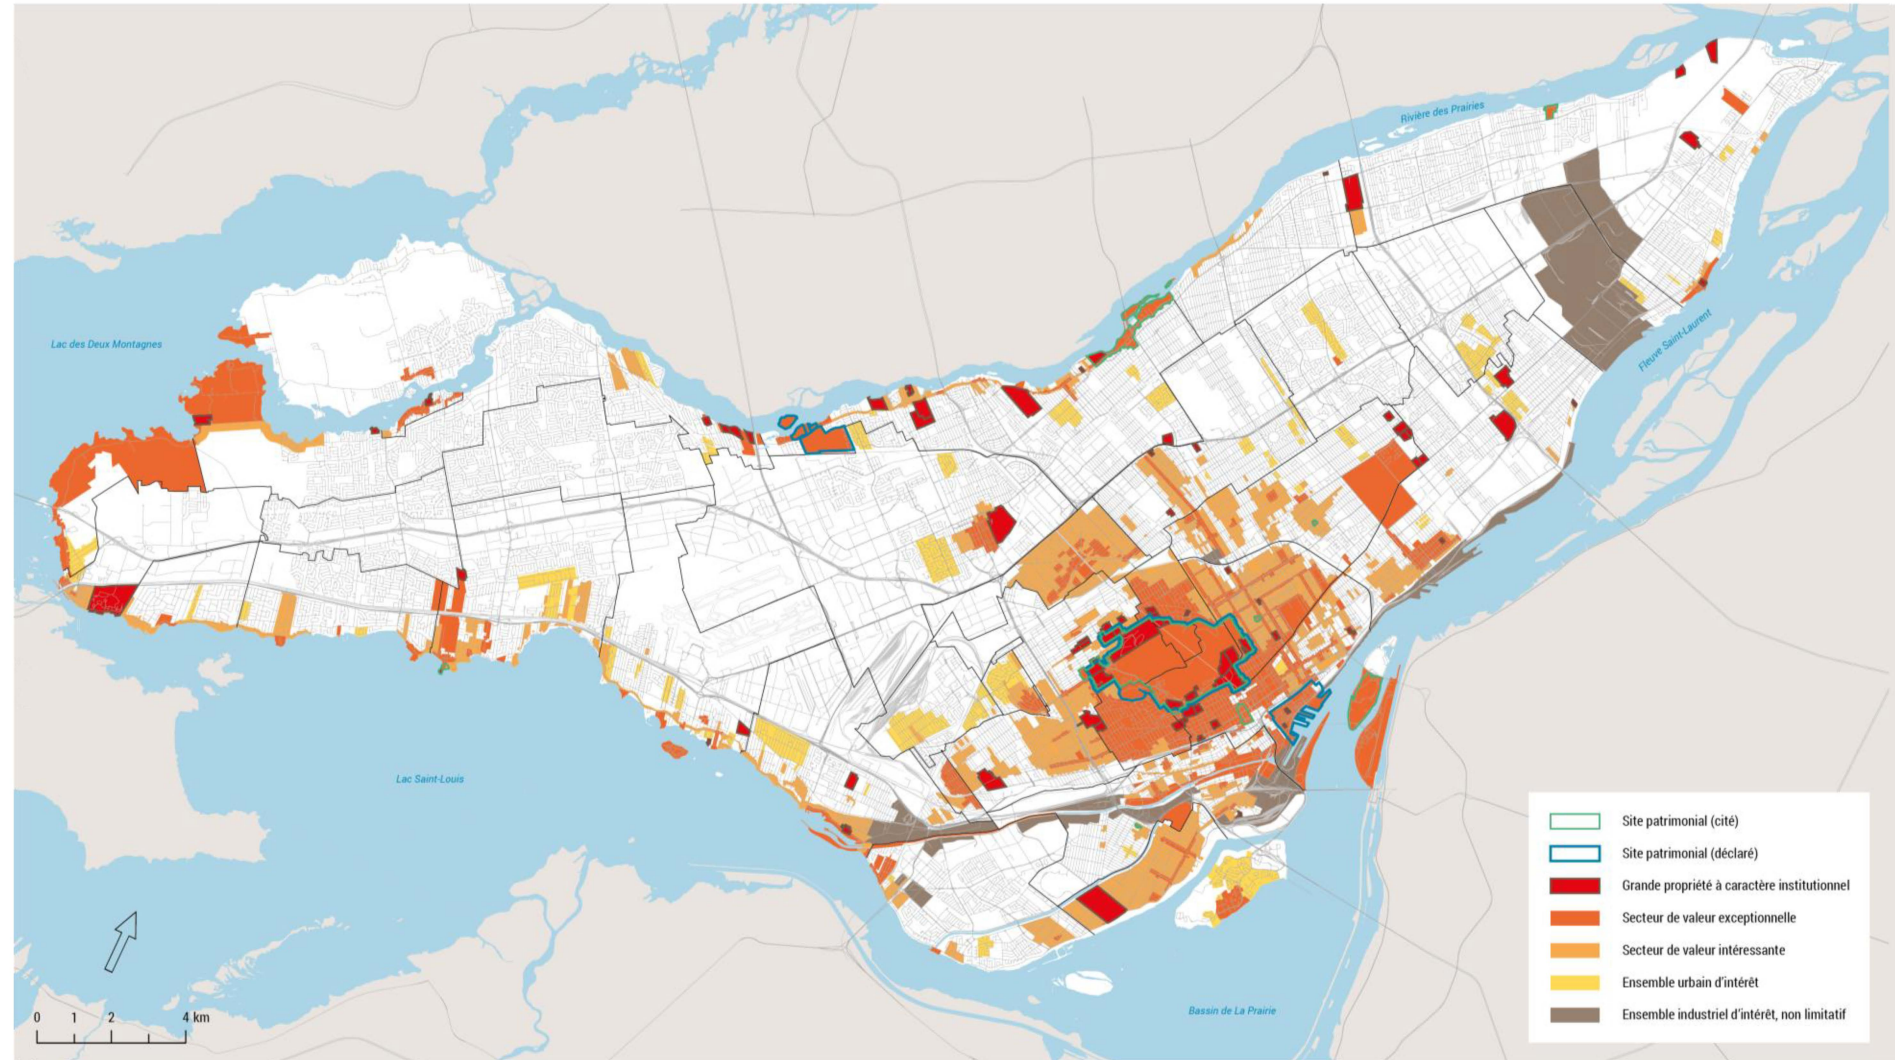 Rivière des Prairies
Lac des Deux Montagnes
Fleuve Saint-Laurent
Lac Saint-Louis
Bassin de La Prairie
Site patrimonial (cité)
Site patrimonial (déclaré)
Grande propriété à caractère institutionnel
Secteur de valeur exceptionnelle
Secteur de valeur intéressante
Ensemble urbain d'intérêt
Ensemble industriel d'intérêt, non limitatif
0 1 2 4 km